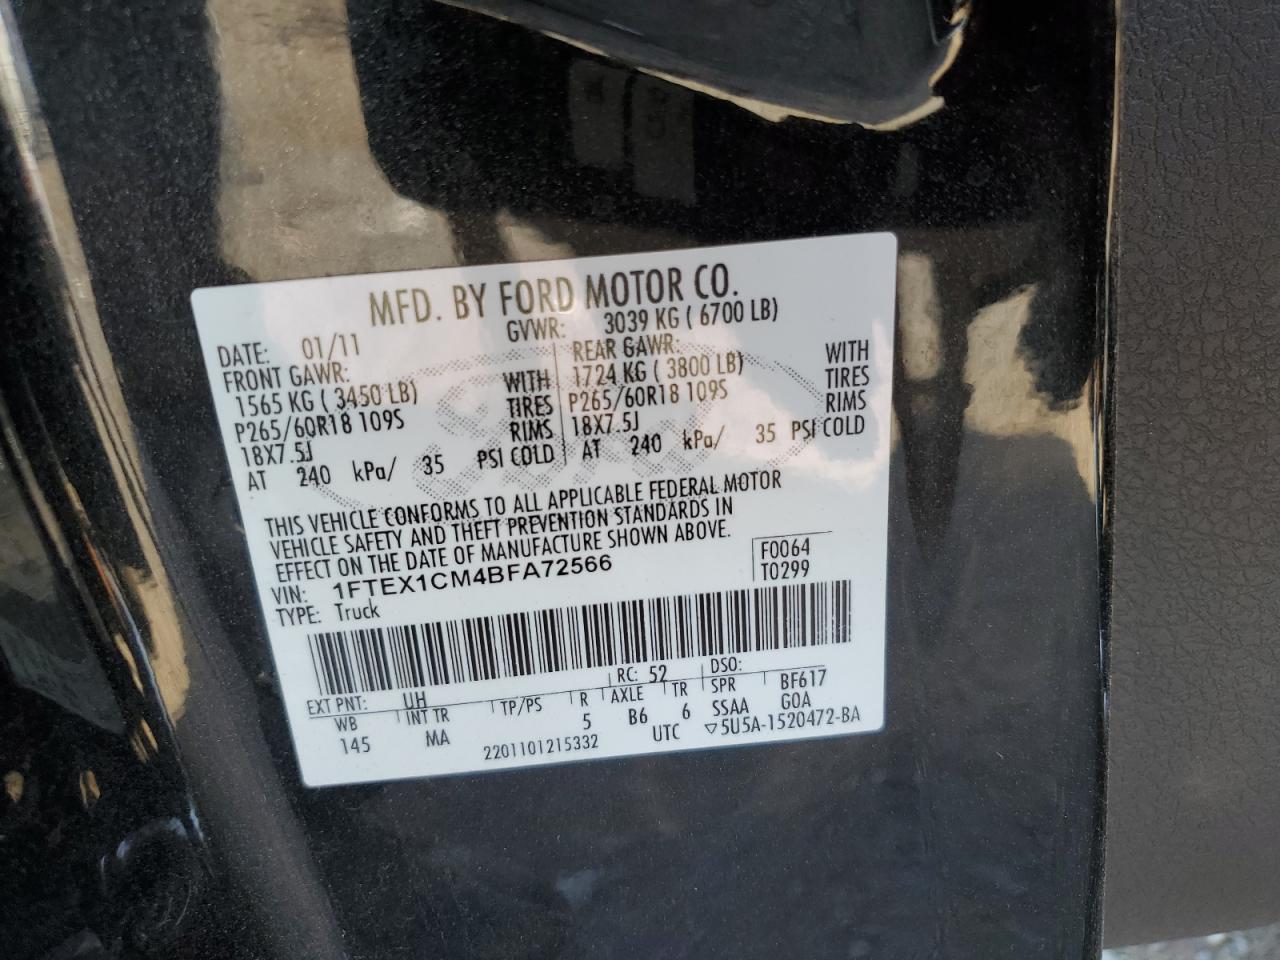 MFD. BY FORD MOTOR CO.
DATE: 01/11 GVWR: 3039 KG ( 6700 LB)
FRONT GAWR:
1565 KG ( 3450 LB) WITH
P265/60R18 109S TIRES
18X7.5J RIMS
AT 240 kPa/ 35 PSI COLD
REAR GAWR: WITH
1724 KG ( 3800 LB) TIRES
P265/60R18 109S RIMS
18X7.5J
AT 240 kPa/ 35 PSI COLD
THIS VEHICLE CONFORMS TO ALL APPLICABLE FEDERAL MOTOR
VEHICLE SAFETY AND THEFT PREVENTION STANDARDS IN
EFFECT ON THE DATE OF MANUFACTURE SHOWN ABOVE.
VIN: 1FTEX1CM4BFA72566 F0064
TYPE: Truck T0299
EXT PNT: UH RC: 52 DSO:
WB INT TR TP/PS R AXLE TR SPR BF617
145 MA 5 B6 6 SSAA GOA
2201101215332 UTC ▽5U5A-1520472-BA